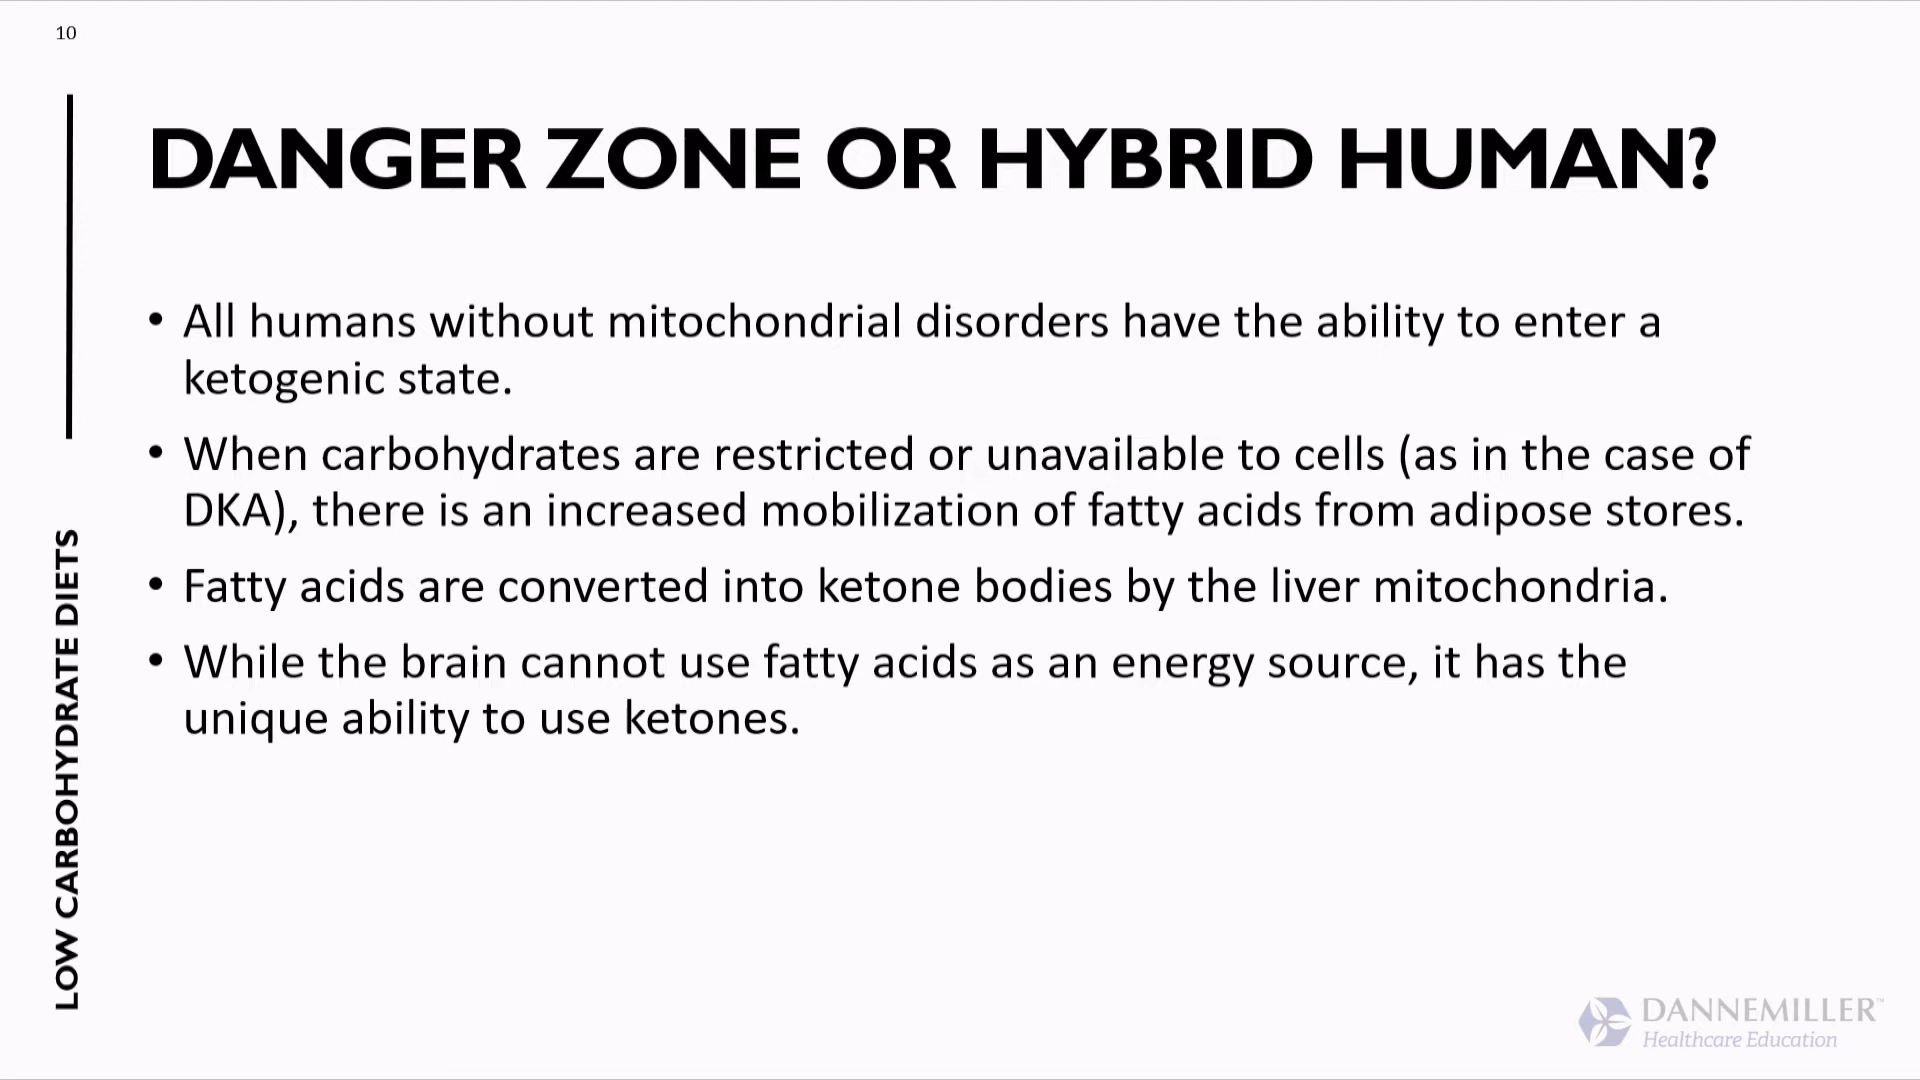 10
DANGER ZONE OR HYBRID HUMAN?
• All humans without mitochondrial disorders have the ability to enter a
ketogenic state.
• When carbohydrates are restricted or unavailable to cells (as in the case of
DKA), there is an increased mobilization of fatty acids from adipose stores.
• Fatty acids are converted into ketone bodies by the liver mitochondria.
• While the brain cannot use fatty acids as an energy source, it has the
unique ability to use ketones.
LOW CARBOHYDRATE DIETS
DANNEMILLER™
Healthcare Education